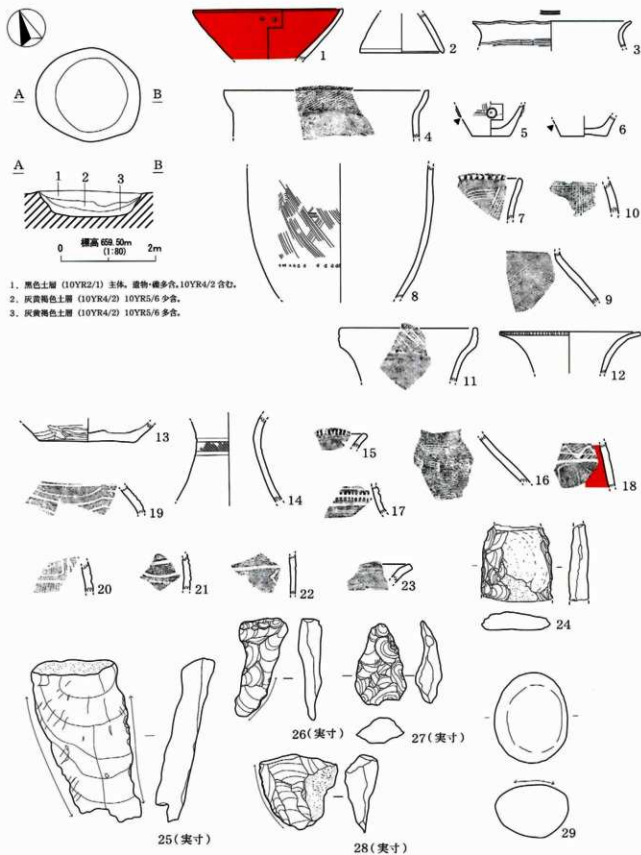 A B
A B
1 2 3
標高 659.50m
(1:80)
0 2m
1. 黒色土層 (10YR2/1) 主体。遺物・礫多含。10YR4/2 含む。
2. 灰黄褐色土層 (10YR4/2) 10YR5/6 少含。
3. 灰黄褐色土層 (10YR4/2) 10YR5/6 多含。
1
2
3
4
5
6
7
10
8
9
11
12
13
14
15
16
17
18
19
20
21
22
23
24
25(実寸)
26(実寸)
27(実寸)
28(実寸)
29